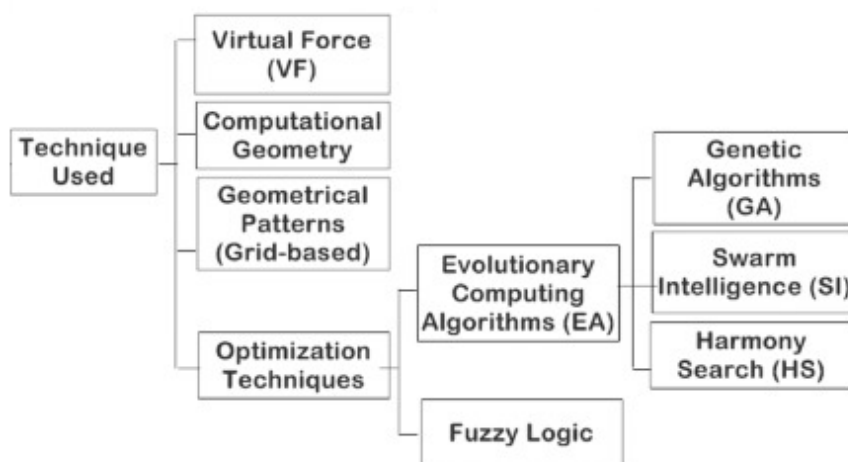 Technique
Used
Virtual Force
(VF)
Computational
Geometry
Geometrical
Patterns
(Grid-based)
Optimization
Techniques
Evolutionary
Computing
Algorithms (EA)
Fuzzy Logic
Genetic
Algorithms
(GA)
Swarm
Intelligence (SI)
Harmony
Search (HS)